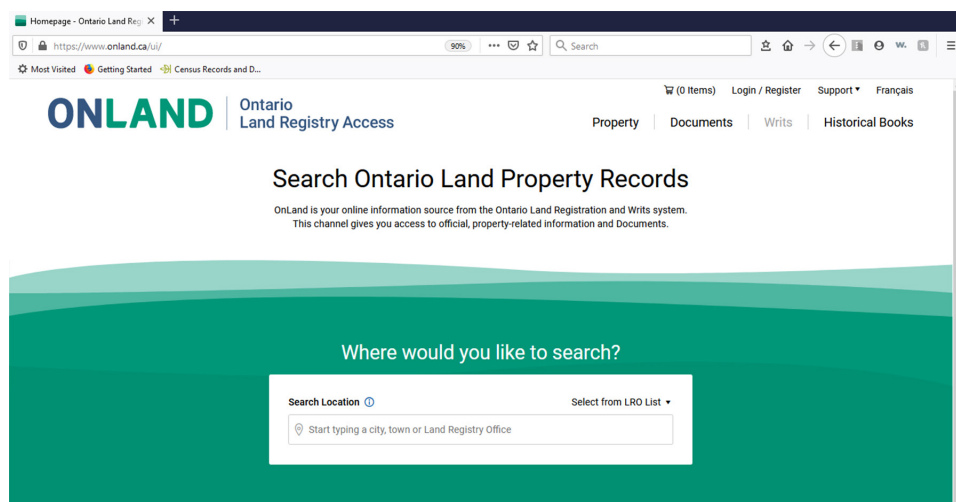 Homepage - Ontario Land Reg
https://www.onland.ca/ui/
90%
Search
Most Visited
Getting Started
Census Records and D...
(0 Items)
Login / Register
Support
Français
ONLAND
Ontario
Land Registry Access
Property
Documents
Writs
Historical Books
Search Ontario Land Property Records
OnLand is your online information source from the Ontario Land Registration and Writs system.
This channel gives you access to official, property-related information and Documents.
Where would you like to search?
Search Location
Select from LRO List
Start typing a city, town or Land Registry Office